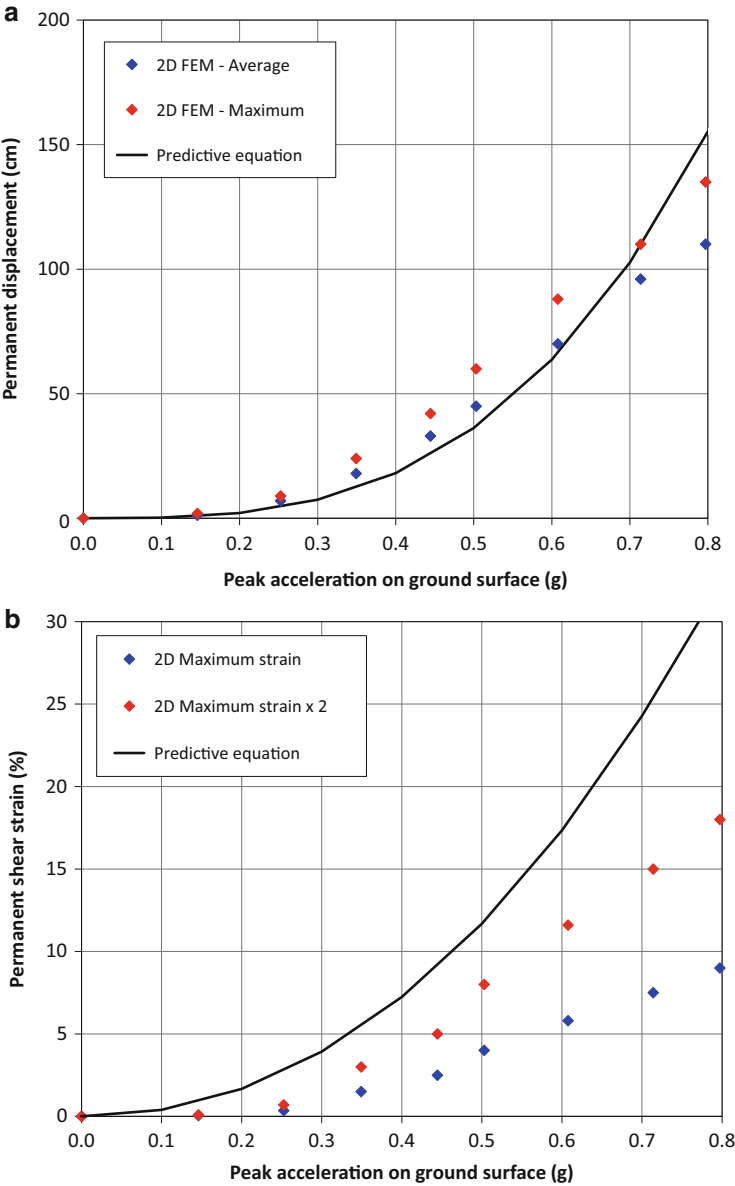 a
200
150
100
50
0
2D FEM - Average
2D FEM - Maximum
Predictive equation
Permanent displacement (cm)
0.0 0.1 0.2 0.3 0.4 0.5 0.6 0.7 0.8
Peak acceleration on ground surface (g)
b
30
25
20
15
10
5
0
2D Maximum strain
2D Maximum strain x 2
Predictive equation
Permanent shear strain (%)
0.0 0.1 0.2 0.3 0.4 0.5 0.6 0.7 0.8
Peak acceleration on ground surface (g)